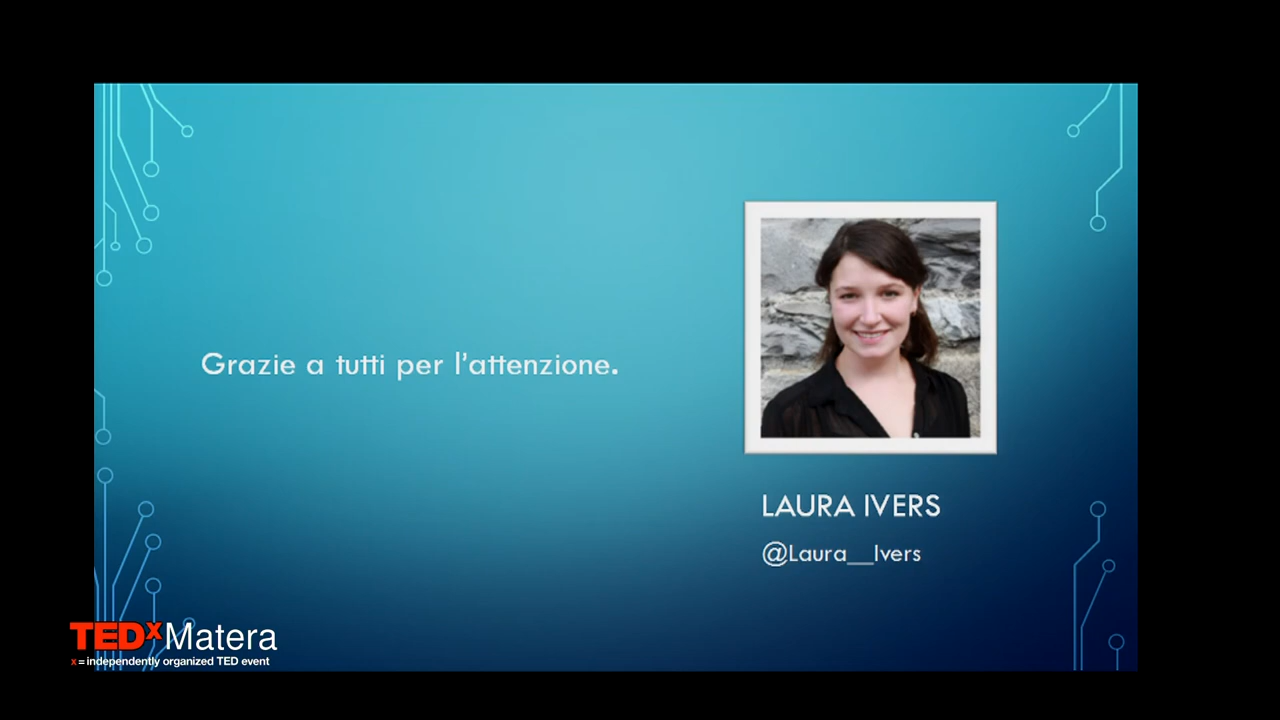 Grazie a tutti per l'attenzione.
LAURA IVERS
@Laura__Ivers
TEDxMatera
x = independently organized TED event